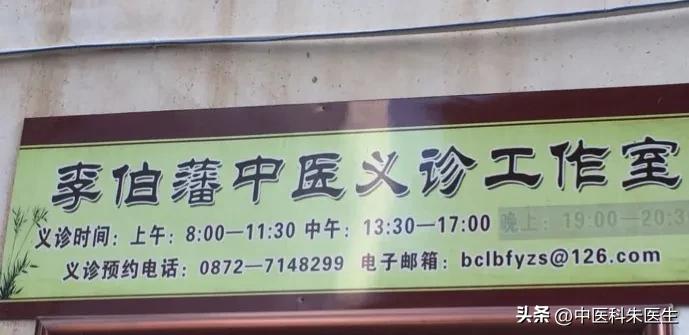 李伯藩中医义诊工作室
义诊时间：上午：8:00—11:30 中午：13:30—17:00 晚上：19:00—20:30
义诊预约电话：0872—7148299 电子邮箱：bclbfyzs@126.com
头条 @中医科朱医生